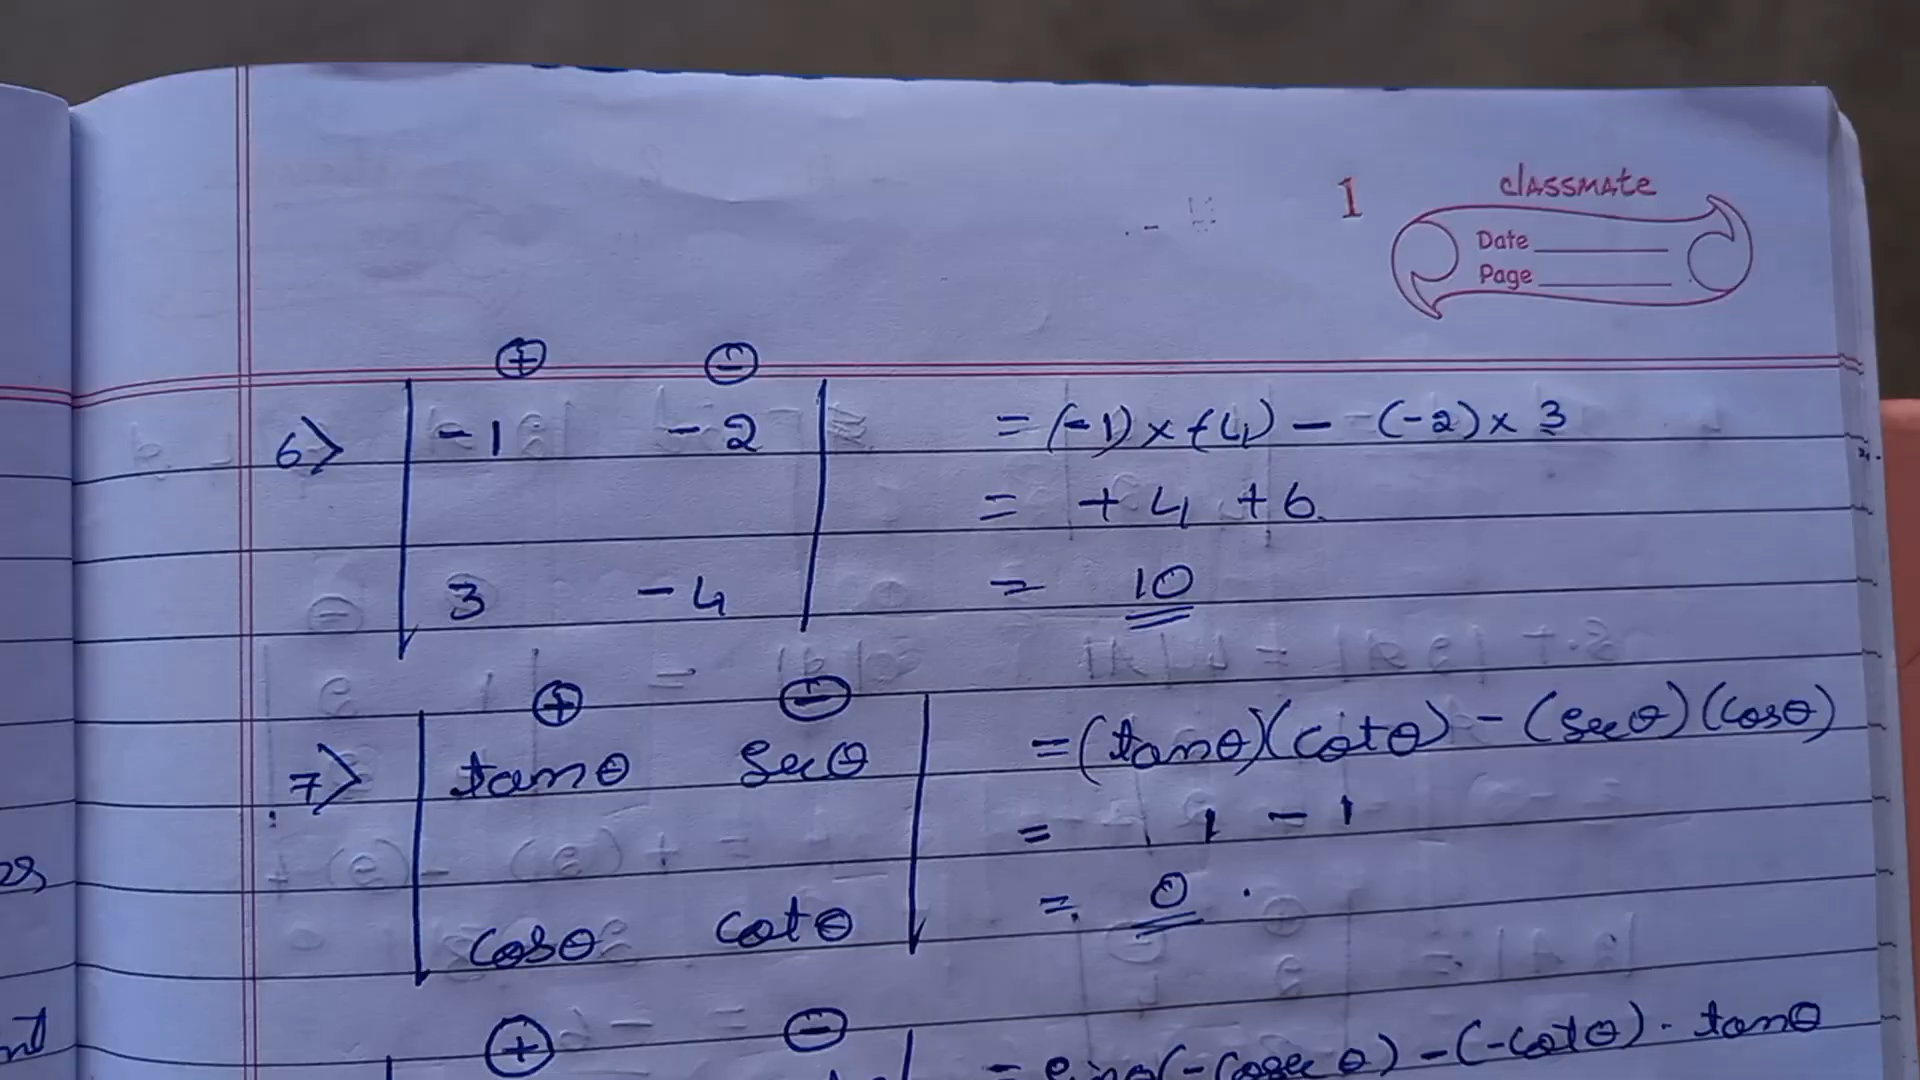 1
classmate
Date
Page
⊕ ⊖
6> | -1 -2 | = (-1) × (-4) - (-2) × 3
= + 4 + 6
| 3 -4 | = 10
⊕ ⊖
7> | tanθ secθ | = (tanθ)(cotθ) - (secθ)(cosθ)
= 1 - 1
= 0
| cosθ cotθ |
⊕ ⊖
= sinθ(-cosecθ) - (-cotθ) . tanθ